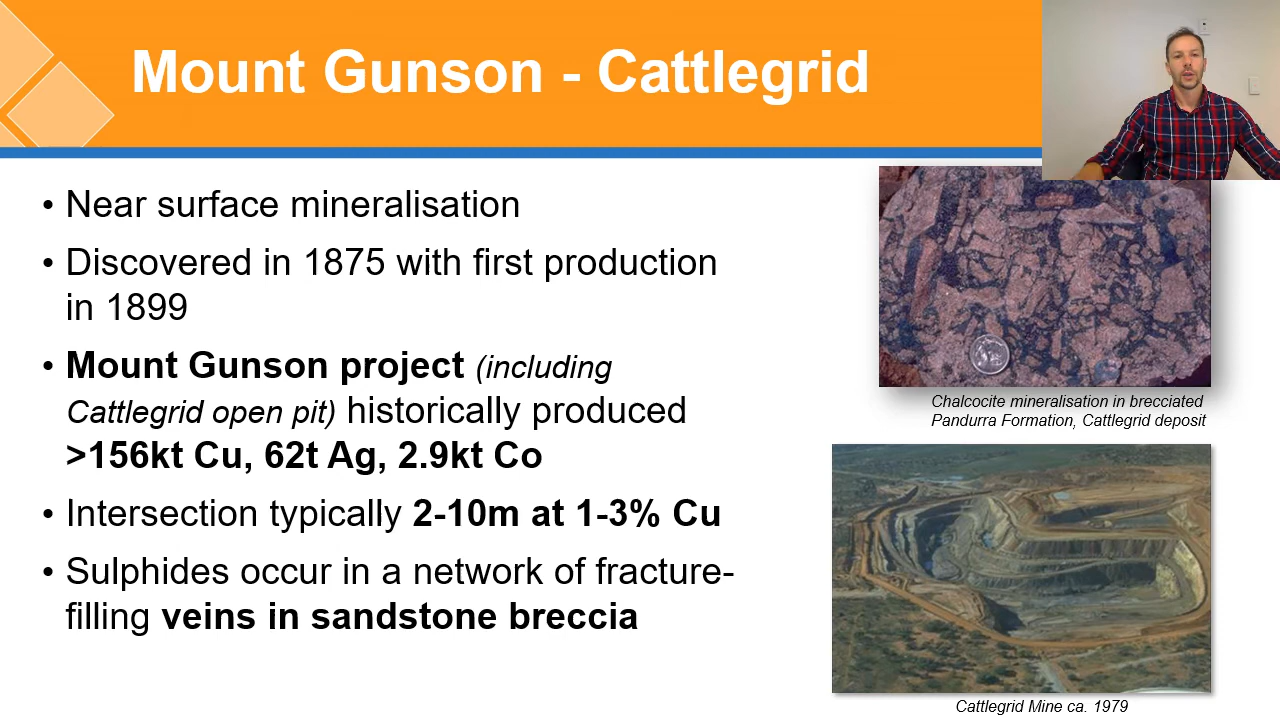 Mount Gunson - Cattlegrid
• Near surface mineralisation
• Discovered in 1875 with first production
in 1899
• Mount Gunson project (including
Cattlegrid open pit) historically produced
>156kt Cu, 62t Ag, 2.9kt Co
• Intersection typically 2-10m at 1-3% Cu
• Sulphides occur in a network of fracture-
filling veins in sandstone breccia
Chalcocite mineralisation in brecciated
Pandurra Formation, Cattlegrid deposit
Cattlegrid Mine ca. 1979